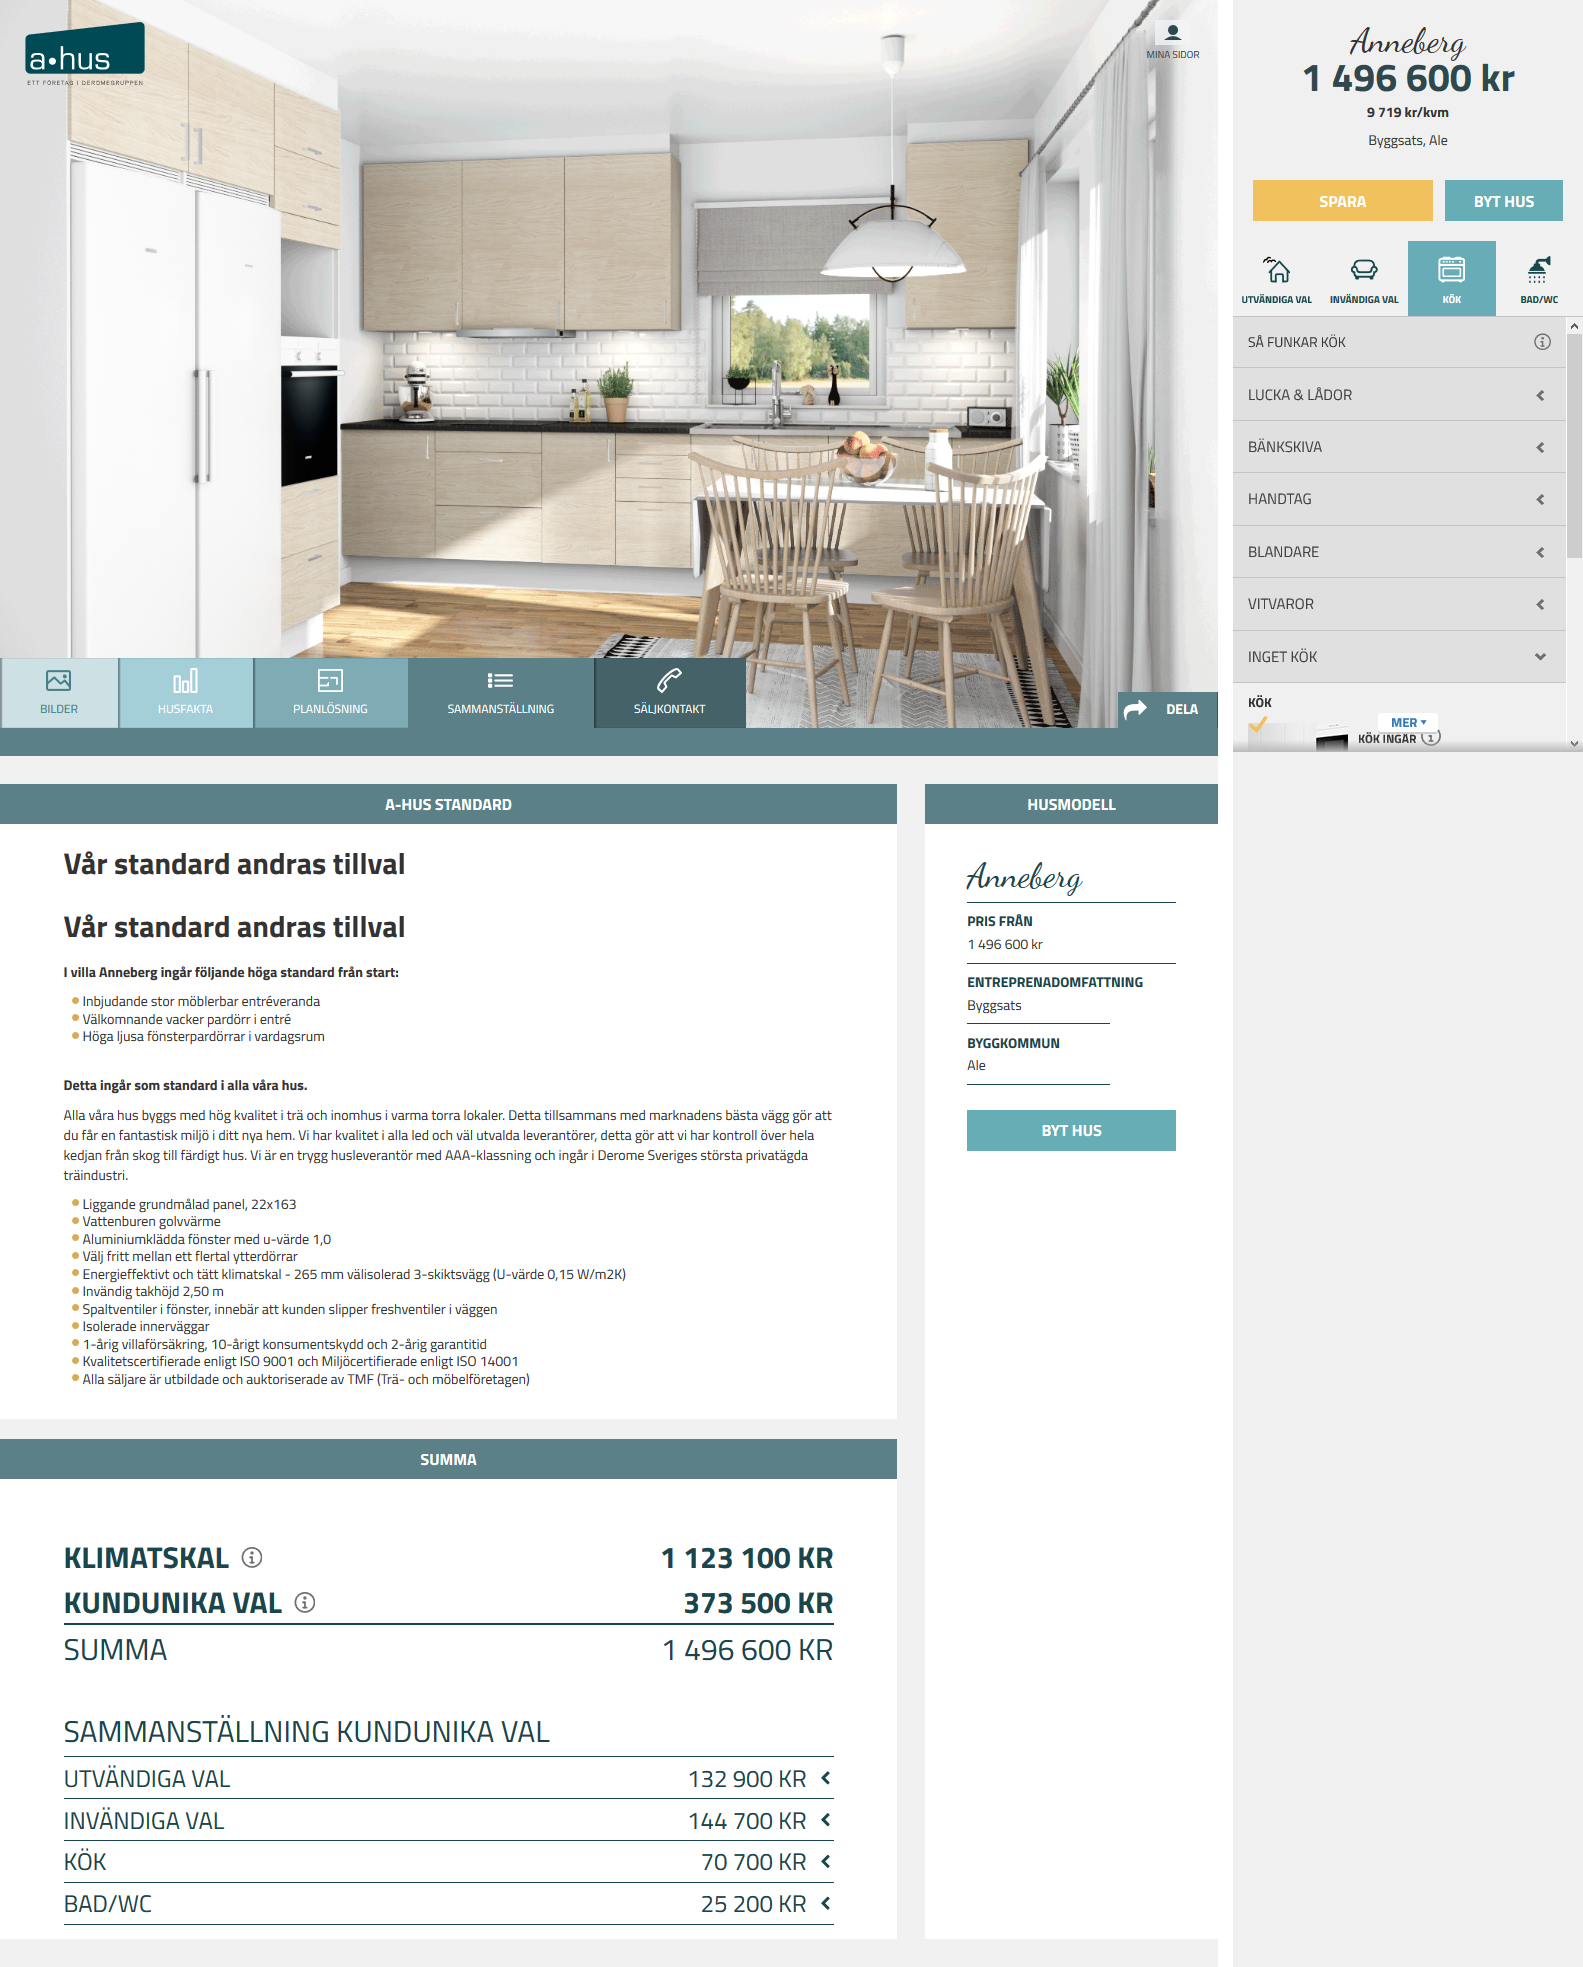 a·hus
ETT FÖRETAG I DEROMEGRUPPEN
MINA SIDOR
BILDER
HUSFAKTA
PLANLÖSNING
SAMMANSTÄLLNING
SÄLJKONTAKT
DELA
Anneberg
1 496 600 kr
9 719 kr/kvm
Byggsats, Ale
SPARA
BYT HUS
UTVÄNDIGA VAL
INVÄNDIGA VAL
KÖK
BAD/WC
SÅ FUNKAR KÖK
LUCKA & LÅDOR
BÄNKSKIVA
HANDTAG
BLANDARE
VITVAROR
INGET KÖK
KÖK
MER
KÖK INGÅR
A-HUS STANDARD
Vår standard andras tillval
Vår standard andras tillval
I villa Anneberg ingår följande höga standard från start:
Inbjudande stor möblerbar entréveranda
Välkomnande vacker pardörr i entré
Höga ljusa fönsterpardörrar i vardagsrum
Detta ingår som standard i alla våra hus.
Alla våra hus byggs med hög kvalitet i trä och inomhus i varma torra lokaler. Detta tillsammans med marknadens bästa vägg gör att
du får en fantastisk miljö i ditt nya hem. Vi har kvalitet i alla led och väl utvalda leverantörer, detta gör att vi har kontroll över hela
kedjan från skog till färdigt hus. Vi är en trygg husleverantör med AAA-klassning och ingår i Derome Sveriges största privatägda
träindustri.
Liggande grundmålad panel, 22x163
Vattenburen golvvärme
Aluminiumklädda fönster med u-värde 1,0
Välj fritt mellan ett flertal ytterdörrar
Energieffektivt och tätt klimatskal - 265 mm välisolerad 3-skiktsvägg (U-värde 0,15 W/m2K)
Invändig takhöjd 2,50 m
Spaltventiler i fönster, innebär att kunden slipper freshventiler i väggen
Isolerade innerväggar
1-årig villaförsäkring, 10-årigt konsumentskydd och 2-årig garantitid
Kvalitetscertifierade enligt ISO 9001 och Miljöcertifierade enligt ISO 14001
Alla säljare är utbildade och auktoriserade av TMF (Trä- och möbelföretagen)
HUSMODELL
Anneberg
PRIS FRÅN
1 496 600 kr
ENTREPRENADOMFATTNING
Byggsats
BYGGKOMMUN
Ale
BYT HUS
SUMMA
KLIMATSKAL 1 123 100 KR
KUNDUNIKA VAL 373 500 KR
SUMMA 1 496 600 KR
SAMMANSTÄLLNING KUNDUNIKA VAL
UTVÄNDIGA VAL 132 900 KR
INVÄNDIGA VAL 144 700 KR
KÖK 70 700 KR
BAD/WC 25 200 KR